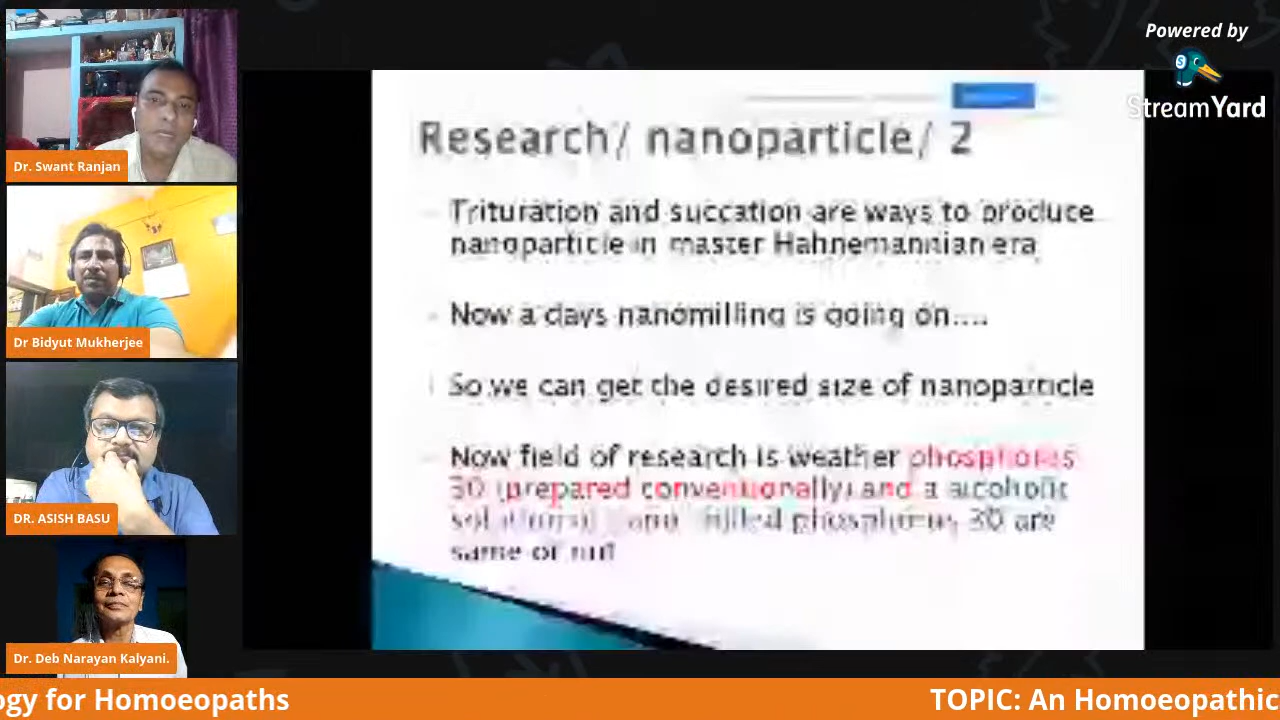 Powered by
StreamYard
Dr. Swant Ranjan
Dr Bidyut Mukherjee
DR. ASISH BASU
Dr. Deb Narayan Kalyani.
Research/ nanoparticle/ 2
Trituration and succation are ways to produce
nanoparticle in master Hahnemannian era
Now a days nanomilling is going on....
So we can get the desired size of nanoparticle
Now field of research is weather phosphorus
30 (prepared conventionally) and a alcoholic
milled phosphorus 30 are
same or not
ogy for Homoeopaths
TOPIC: An Homoeopathic